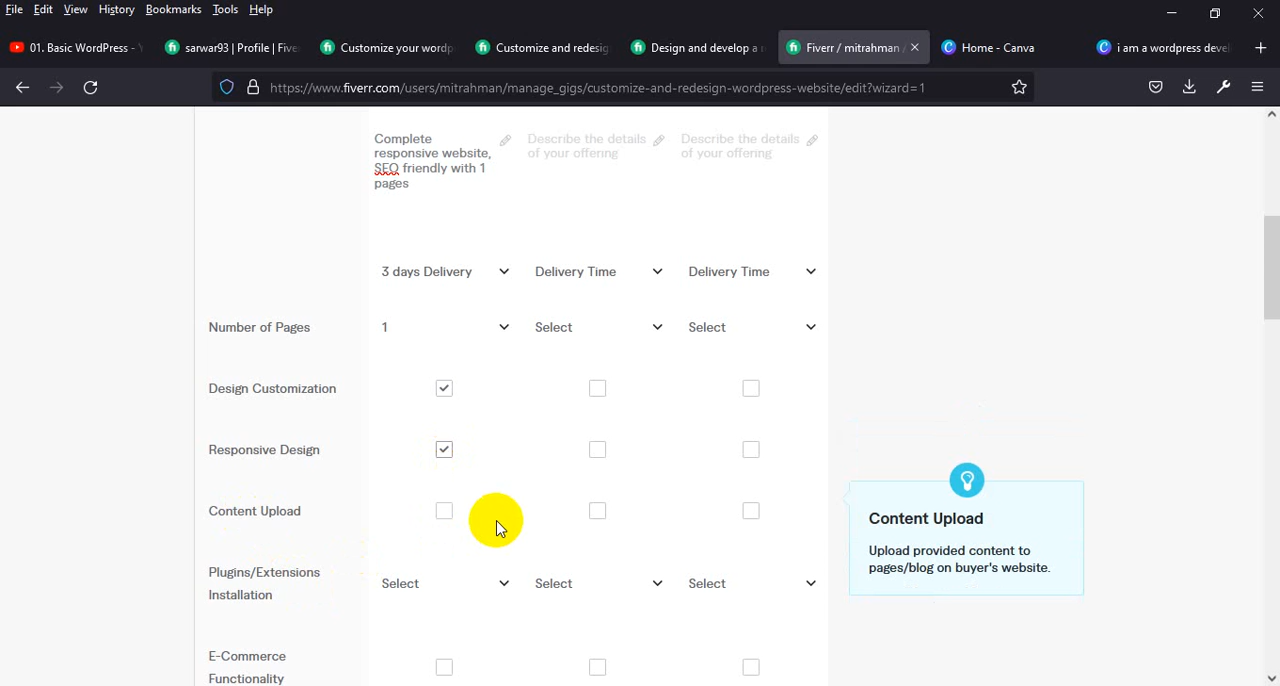 File Edit View History Bookmarks Tools Help
01. Basic WordPress -
sarwar93 | Profile | Five
Customize your wordp
Customize and redesig
Design and develop a
Fiverr / mitrahman /
Home - Canva
i am a wordpress devel
https://www.fiverr.com/users/mitrahman/manage_gigs/customize-and-redesign-wordpress-website/edit?wizard=1
Complete
responsive website,
SEO friendly with 1
pages
Describe the details
of your offering
Describe the details
of your offering
3 days Delivery Delivery Time Delivery Time
Number of Pages 1 Select Select
Design Customization
Responsive Design
Content Upload
Plugins/Extensions
Installation
Select Select Select
E-Commerce
Functionality
Content Upload
Upload provided content to
pages/blog on buyer's website.